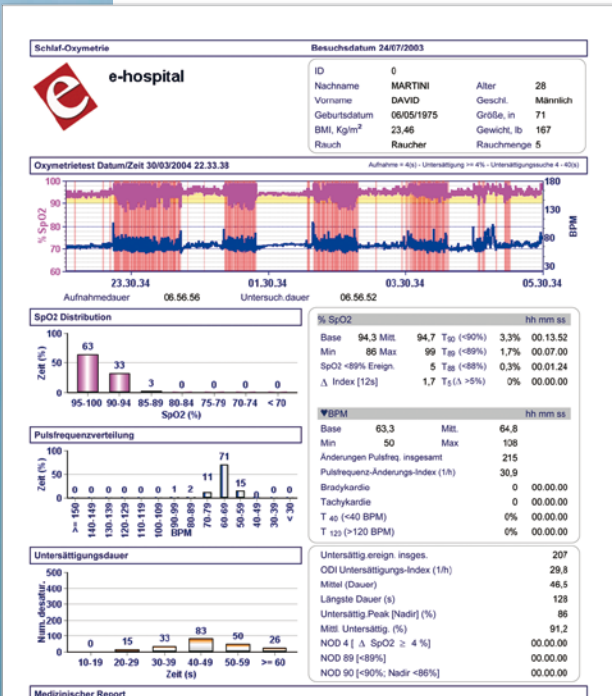 Schlaf-Oxymetrie Besuchsdatum 24/07/2003
e
e-hospital
ID 0
Nachname MARTINI Alter 28
Vorname DAVID Geschl. Männlich
Geburtsdatum 06/05/1975 Größe, in 71
BMI, Kg/m² 23,46 Gewicht, lb 167
Rauch Raucher Rauchmenge 5
Oxymetrietest Datum/Zeit 30/03/2004 22.33.38 Aufnahme = 4(s) - Untersättigung >= 4% - Untersättigungssuche 4 - 40(s)
100 90 80 70 60
% SpO2
180 130 80 30
BPM
23.30.34 01.30.34 03.30.34 05.30.34
Aufnahmedauer 06.56.56 Untersuch.dauer 06.56.52
SpO2 Distribution
Zeit (%)
100
50
0
63 33 3 0 0 0 0
95-100 90-94 85-89 80-84 75-79 70-74 < 70
SpO2 (%)
% SpO2 hh mm ss
Base 94,3 Mitt. 94,7 T90 (<90%) 3,3% 00.13.52
Min 86 Max 99 T89 (<89%) 1,7% 00.07.00
SpO2 <89% Ereign. 5 T88 (<88%) 0,3% 00.01.24
Δ Index [12s] 1,7 T5 (Δ >5%) 0% 00.00.00
Pulsfrequenzverteilung
Zeit (%)
100
50
0
0 0 0 0 0 0 1 2 11 71 15 0 0 0
>= 150 140-149 130-139 120-129 110-119 100-109 90-99 80-89 70-79 60-69 50-59 40-49 30-39 < 30
BPM
♥BPM hh mm ss
Base 63,3 Mitt. 64,8
Min 50 Max 108
Änderungen Pulsfreq. insgesamt 215
Pulsfrequenz-Änderungs-Index (1/h) 30,9
Bradykardie 0 00.00.00
Tachykardie 0 00.00.00
T 40 (<40 BPM) 0% 00.00.00
T 120 (>120 BPM) 0% 00.00.00
Untersättigungsdauer
Num. desatur.
500
400
300
200
100
0
0 15 33 83 50 26
10-19 20-29 30-39 40-49 50-59 >= 60
Zeit (s)
Untersättig.ereign. insges. 207
ODI Untersättigungs-Index (1/h) 29,8
Mittel (Dauer) 46,5
Längste Dauer (s) 128
Untersättig.Peak [Nadir] (%) 86
Mittl. Untersättig. (%) 91,2
NOD 4 [ Δ SpO2 ≥ 4 %] 00.00.00
NOD 89 [<89%] 00.00.00
NOD 90 [<90%; Nadir <86%] 00.00.00
Medizinischer Report